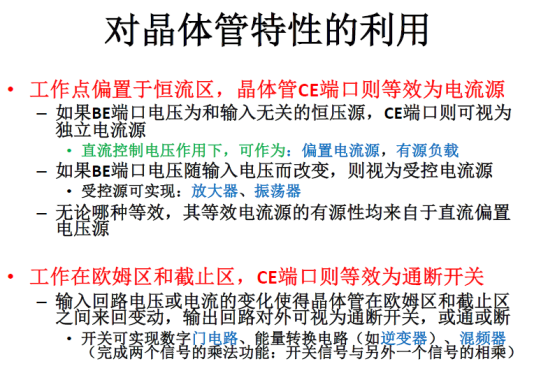 对晶体管特性的利用
• 工作点偏置于恒流区，晶体管CE端口则等效为电流源
– 如果BE端口电压为和输入无关的恒压源，CE端口则可视为
独立电流源
• 直流控制电压作用下，可作为：偏置电流源，有源负载
– 如果BE端口电压随输入电压而改变，则视为受控电流源
• 受控源可实现：放大器、振荡器
– 无论哪种等效，其等效电流源的有源性均来自于直流偏置
电压源
• 工作在欧姆区和截止区，CE端口则等效为通断开关
– 输入回路电压或电流的变化使得晶体管在欧姆区和截止区
之间来回变动，输出回路对外可视为通断开关，或通或断
• 开关可实现数字门电路、能量转换电路（如逆变器）、混频器
（完成两个信号的乘法功能：开关信号与另外一个信号的相乘）